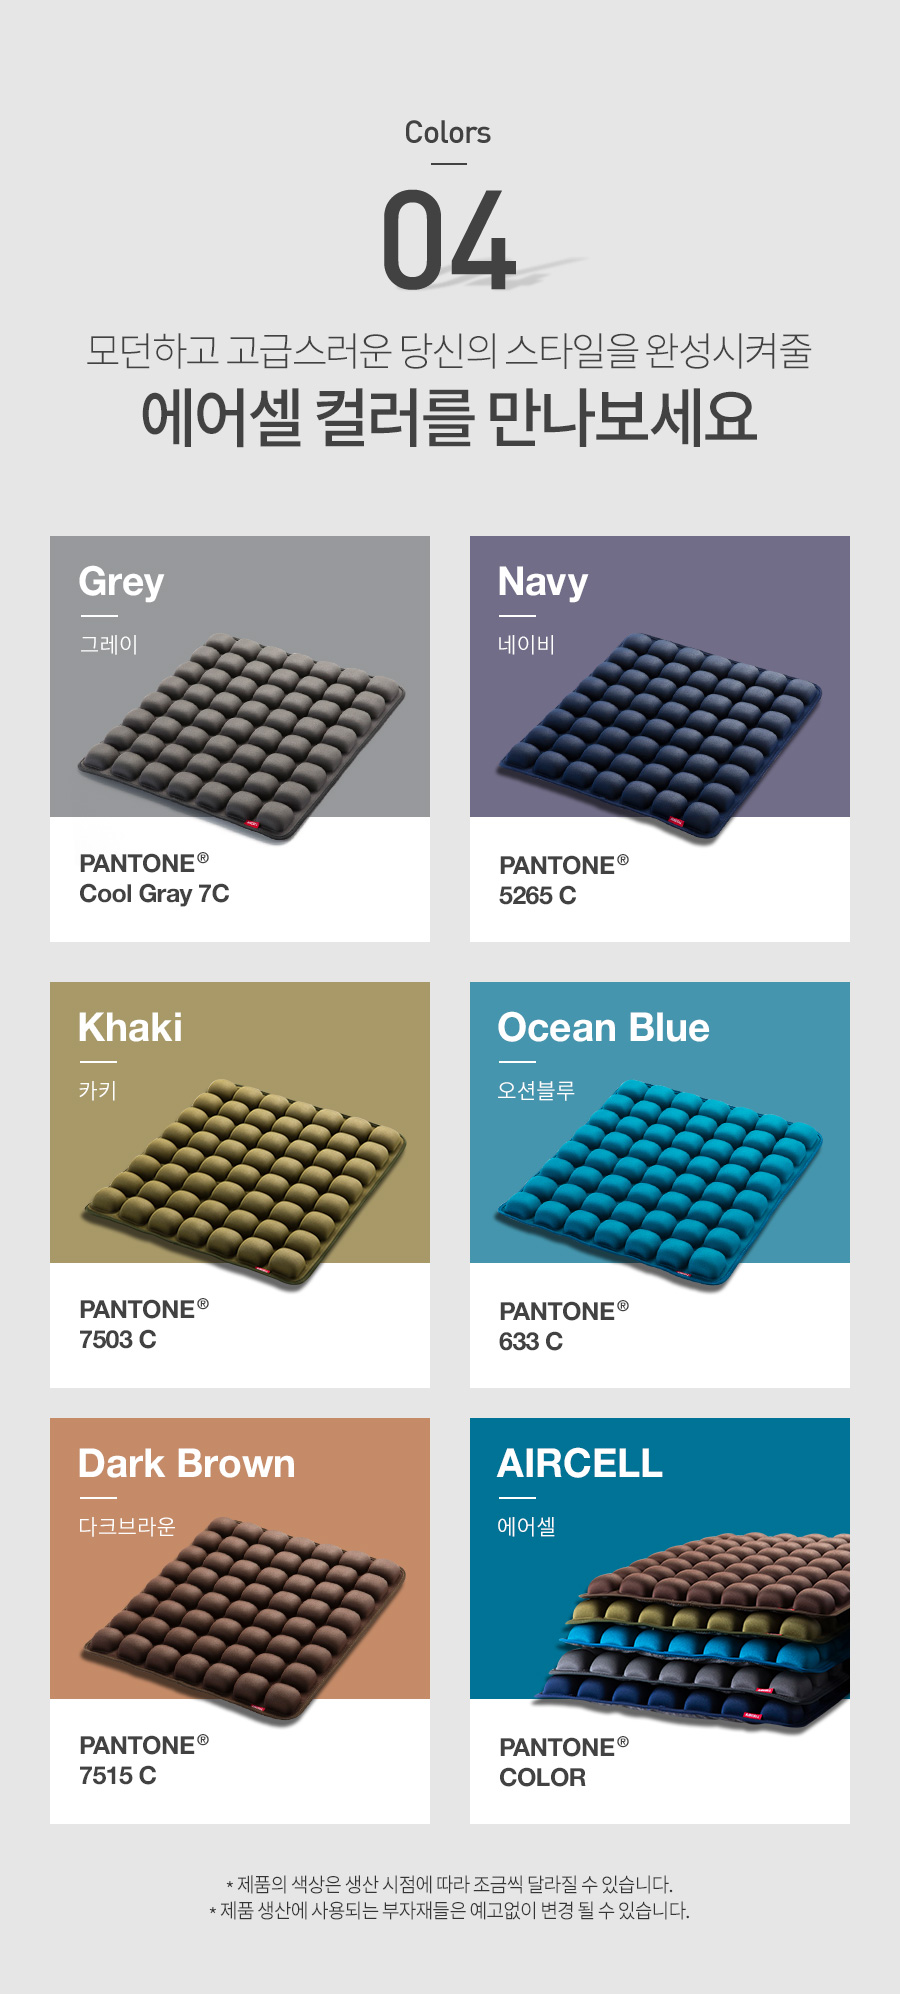 Colors
04
모던하고 고급스러운 당신의 스타일을 완성시켜줄
에어셀 컬러를 만나보세요
Grey
그레이
PANTONE®
Cool Gray 7C
Navy
네이비
PANTONE®
5265 C
Khaki
카키
PANTONE®
7503 C
Ocean Blue
오션블루
PANTONE®
633 C
Dark Brown
다크브라운
PANTONE®
7515 C
AIRCELL
에어셀
PANTONE®
COLOR
* 제품의 색상은 생산 시점에 따라 조금씩 달라질 수 있습니다.
* 제품 생산에 사용되는 부자재들은 예고없이 변경 될 수 있습니다.